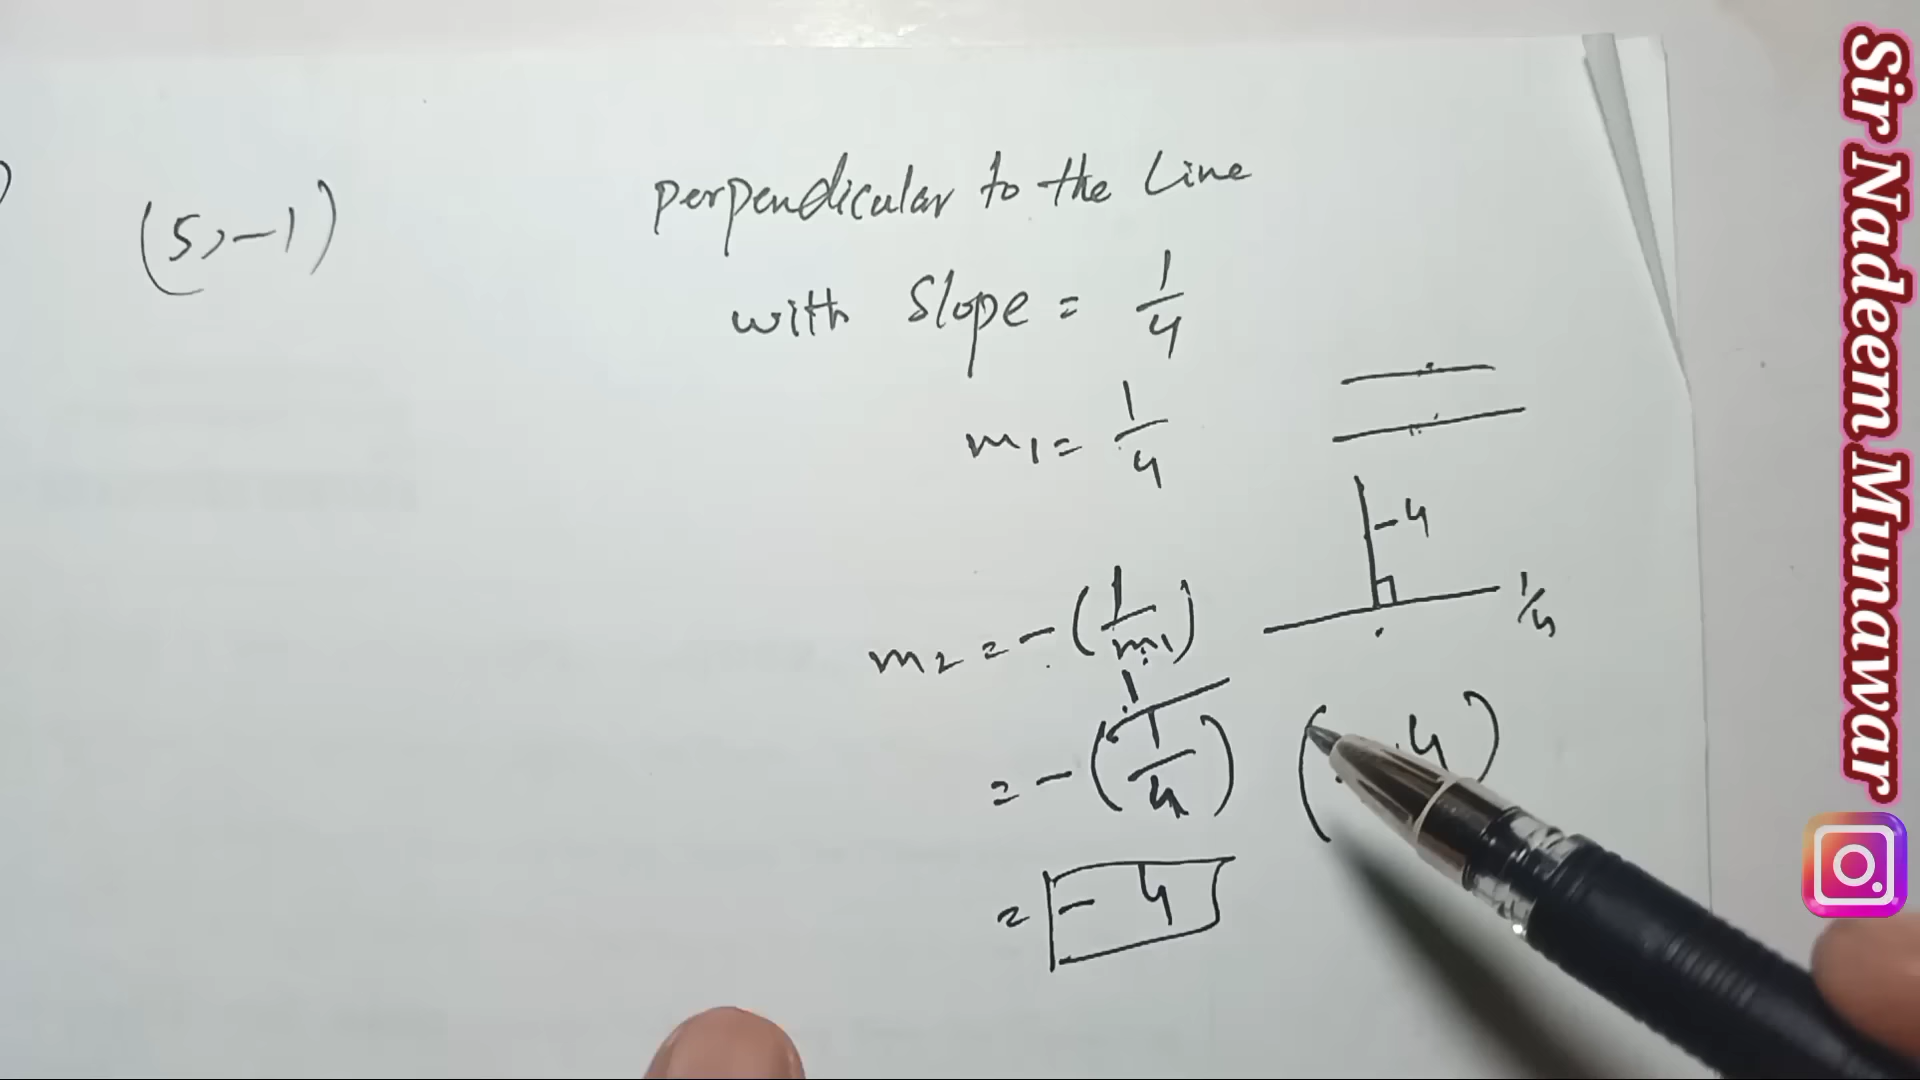 (5, -1)
perpendicular to the Line
with Slope = 1/4
m1 = 1/4
-4
1/4
m2 = -(1/m1)
= -(1/(1/4))
4
= -4
Sir Nadeem Munawar